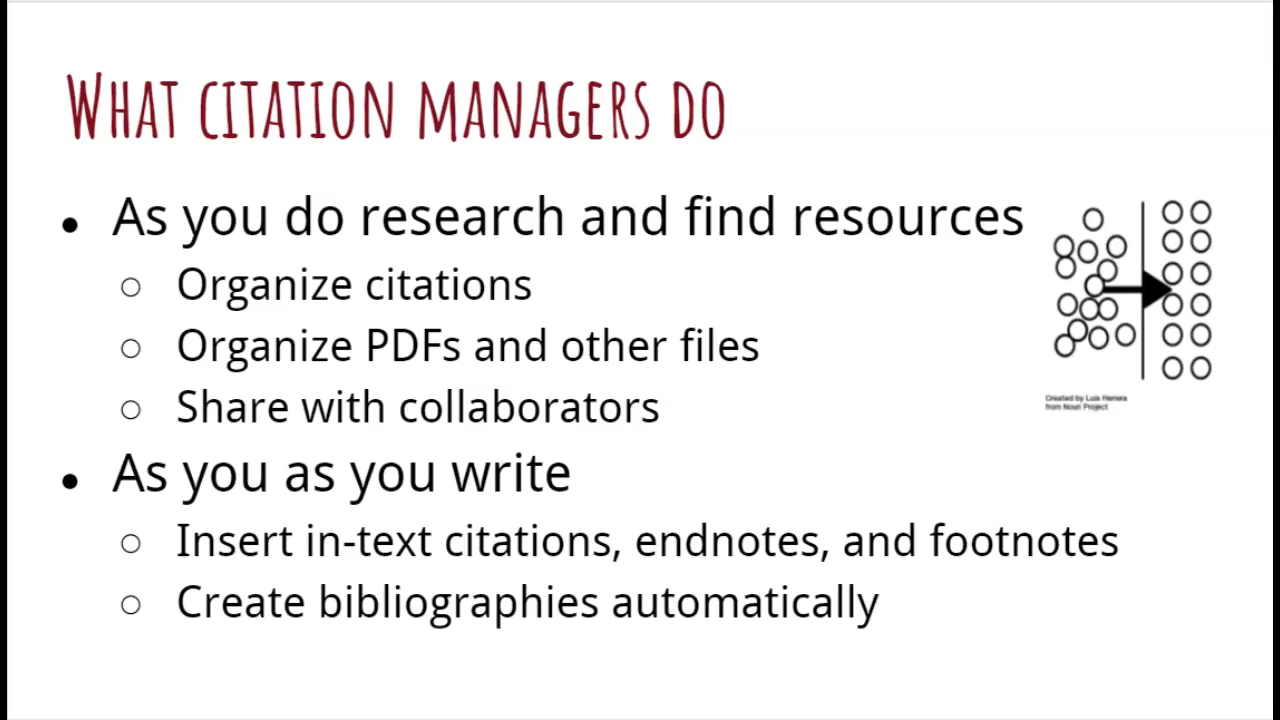 What citation managers do
As you do research and find resources
Organize citations
Organize PDFs and other files
Share with collaborators
Created by Luis Herrera
from Noun Project
As you as you write
Insert in-text citations, endnotes, and footnotes
Create bibliographies automatically